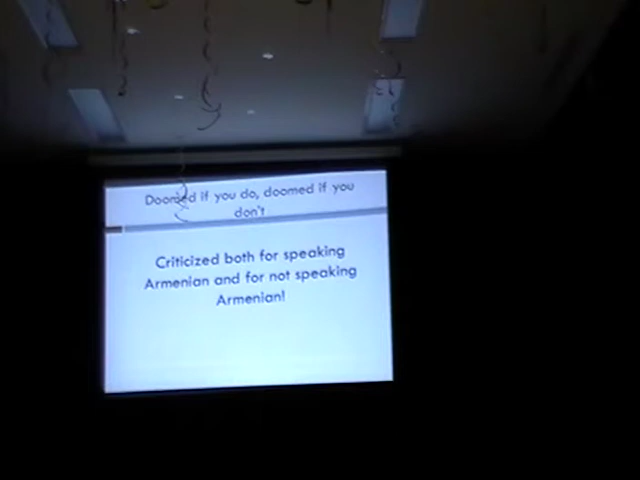 Doomed if you do, doomed if you
don't
Criticized both for speaking
Armenian and for not speaking
Armenian!